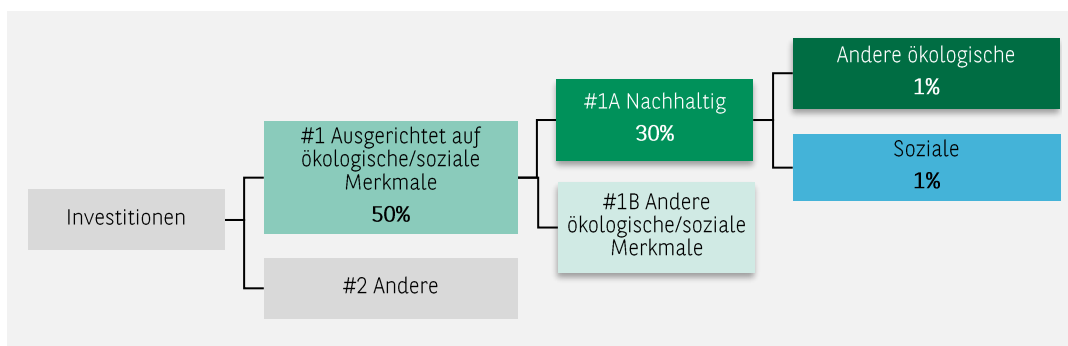 Investitionen
#1 Ausgerichtet auf
ökologische/soziale
Merkmale
50%
#2 Andere
#1A Nachhaltig
30%
#1B Andere
ökologische/soziale
Merkmale
Andere ökologische
1%
Soziale
1%